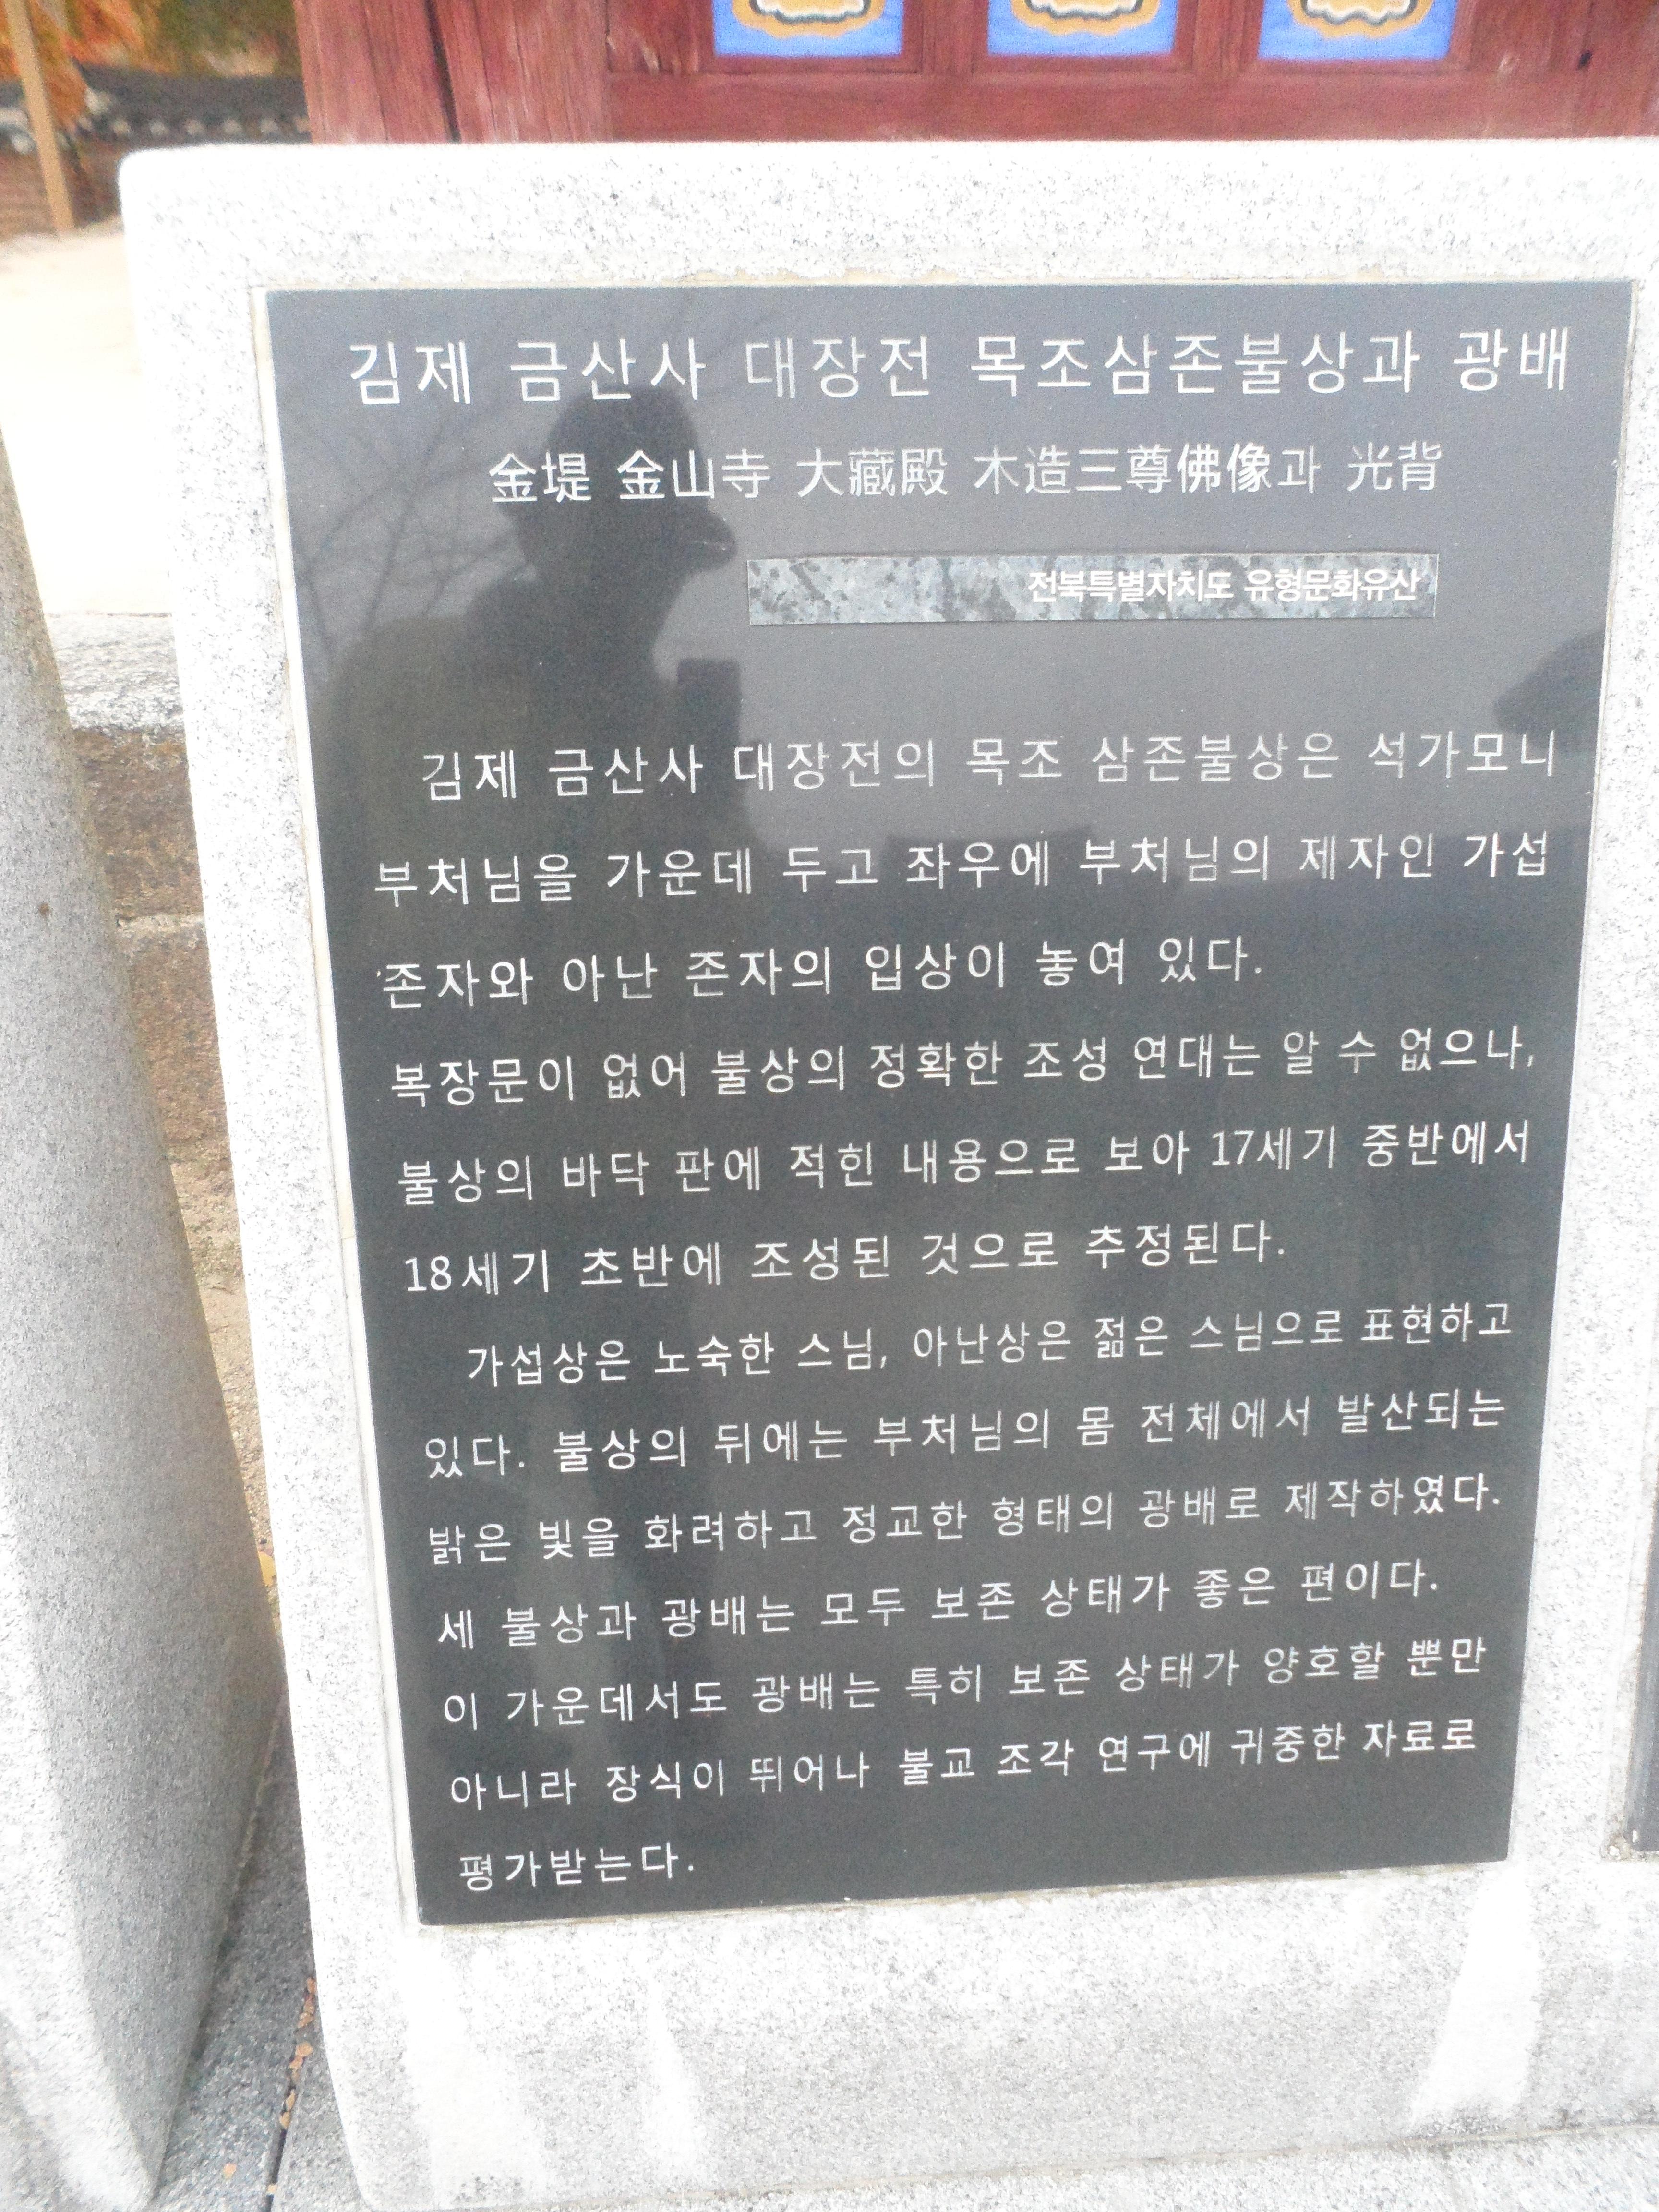 김제 금산사 대장전 목조삼존불상과 광배
金堤 金山寺 大藏殿 木造三尊佛像과 光背
전북특별자치도 유형문화유산
김제 금산사 대장전의 목조 삼존불상은 석가모니
부처님을 가운데 두고 좌우에 부처님의 제자인 가섭
존자와 아난 존자의 입상이 놓여 있다.
복장문이 없어 불상의 정확한 조성 연대는 알 수 없으나,
불상의 바닥 판에 적힌 내용으로 보아 17세기 중반에서
18세기 초반에 조성된 것으로 추정된다.
가섭상은 노숙한 스님, 아난상은 젊은 스님으로 표현하고
있다. 불상의 뒤에는 부처님의 몸 전체에서 발산되는
밝은 빛을 화려하고 정교한 형태의 광배로 제작하였다.
세 불상과 광배는 모두 보존 상태가 좋은 편이다.
이 가운데서도 광배는 특히 보존 상태가 양호할 뿐만
아니라 장식이 뛰어나 불교 조각 연구에 귀중한 자료로
평가받는다.